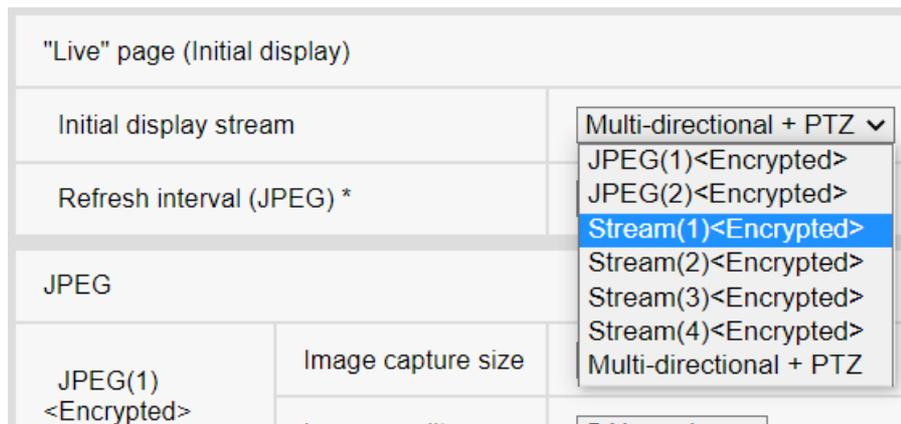 "Live" page (Initial display)
Initial display stream
Multi-directional + PTZ
JPEG(1)<Encrypted>
JPEG(2)<Encrypted>
Stream(1)<Encrypted>
Stream(2)<Encrypted>
Stream(3)<Encrypted>
Stream(4)<Encrypted>
Multi-directional + PTZ
Refresh interval (JPEG) *
JPEG
JPEG(1)
<Encrypted>
Image capture size